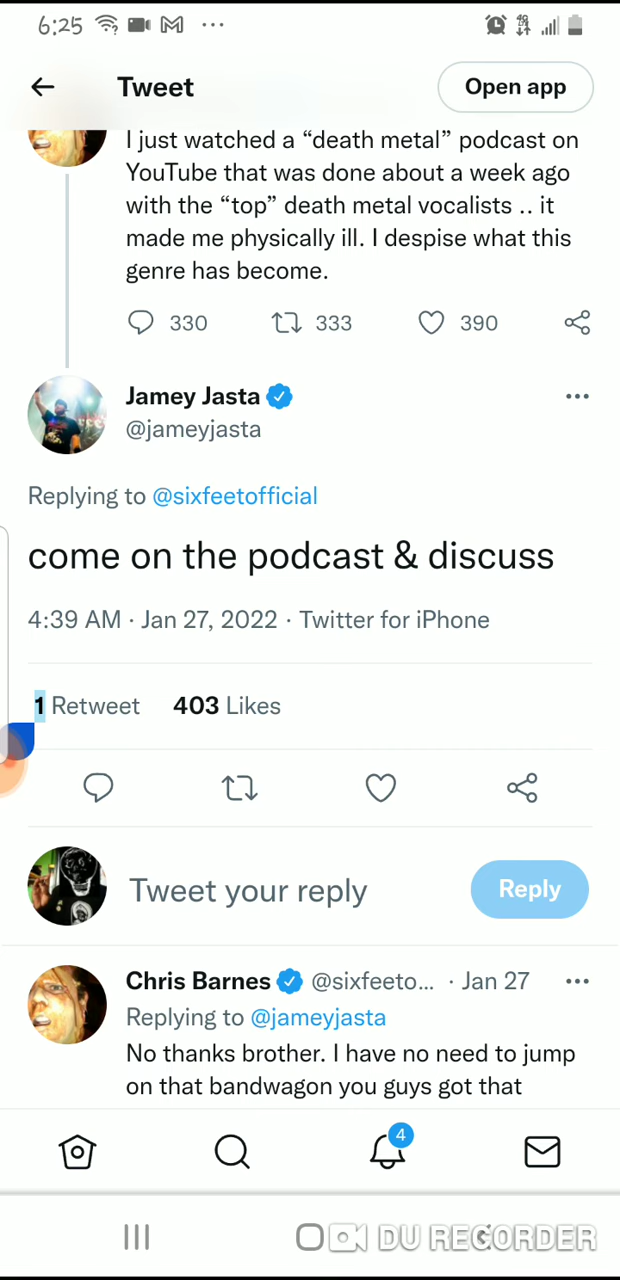 6:25
Tweet
Open app
I just watched a “death metal” podcast on
YouTube that was done about a week ago
with the “top” death metal vocalists .. it
made me physically ill. I despise what this
genre has become.
330 333 390
Jamey Jasta
@jameyjasta
Replying to @sixfeetofficial
come on the podcast & discuss
4:39 AM · Jan 27, 2022 · Twitter for iPhone
1 Retweet 403 Likes
Tweet your reply
Reply
Chris Barnes @sixfeeto... · Jan 27
Replying to @jameyjasta
No thanks brother. I have no need to jump
on that bandwagon you guys got that
4
DU RECORDER